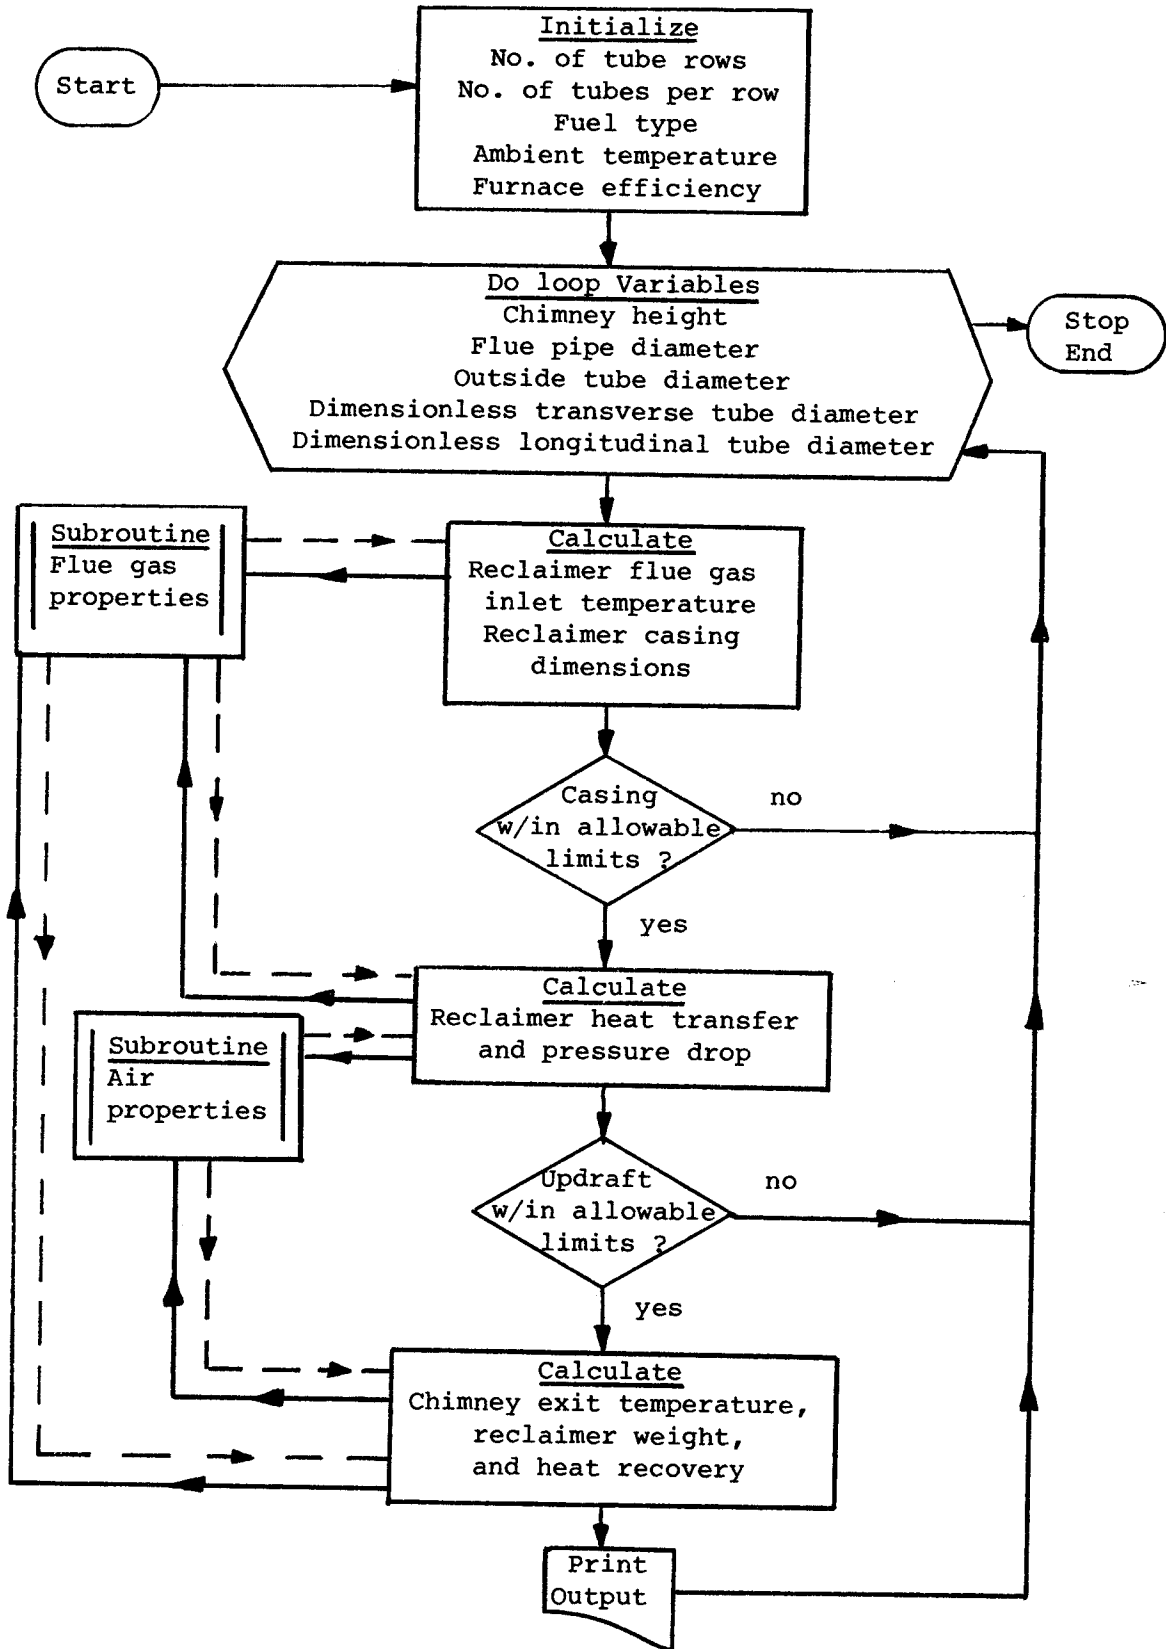 Start
Initialize
No. of tube rows
No. of tubes per row
Fuel type
Ambient temperature
Furnace efficiency
Do loop Variables
Chimney height
Flue pipe diameter
Outside tube diameter
Dimensionless transverse tube diameter
Dimensionless longitudinal tube diameter
Stop
End
Subroutine
Flue gas
properties
Calculate
Reclaimer flue gas
inlet temperature
Reclaimer casing
dimensions
Casing
w/in allowable
limits ?
no
yes
Calculate
Reclaimer heat transfer
and pressure drop
Subroutine
Air
properties
Updraft
w/in allowable
limits ?
no
yes
Calculate
Chimney exit temperature,
reclaimer weight,
and heat recovery
Print
Output